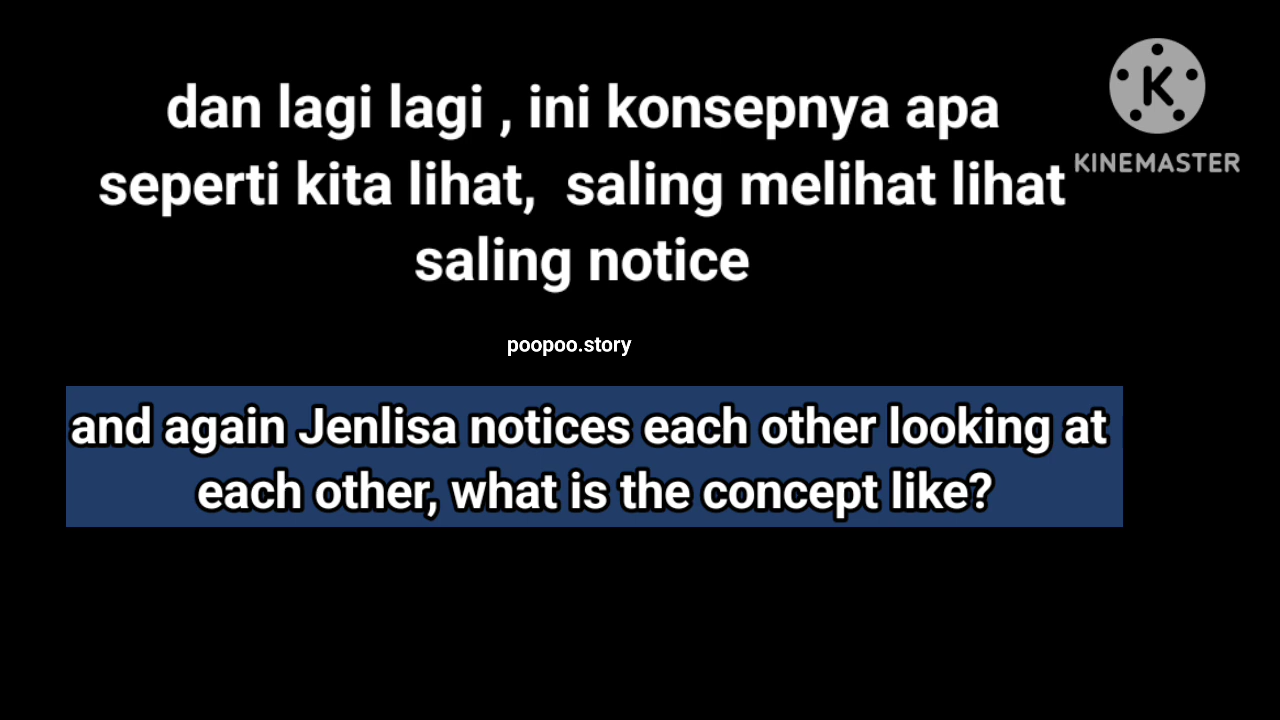 dan lagi lagi , ini konsepnya apa
seperti kita lihat,  saling melihat lihat
saling notice
KINEMASTER
poopoo.story
and again Jenlisa notices each other looking at
each other, what is the concept like?